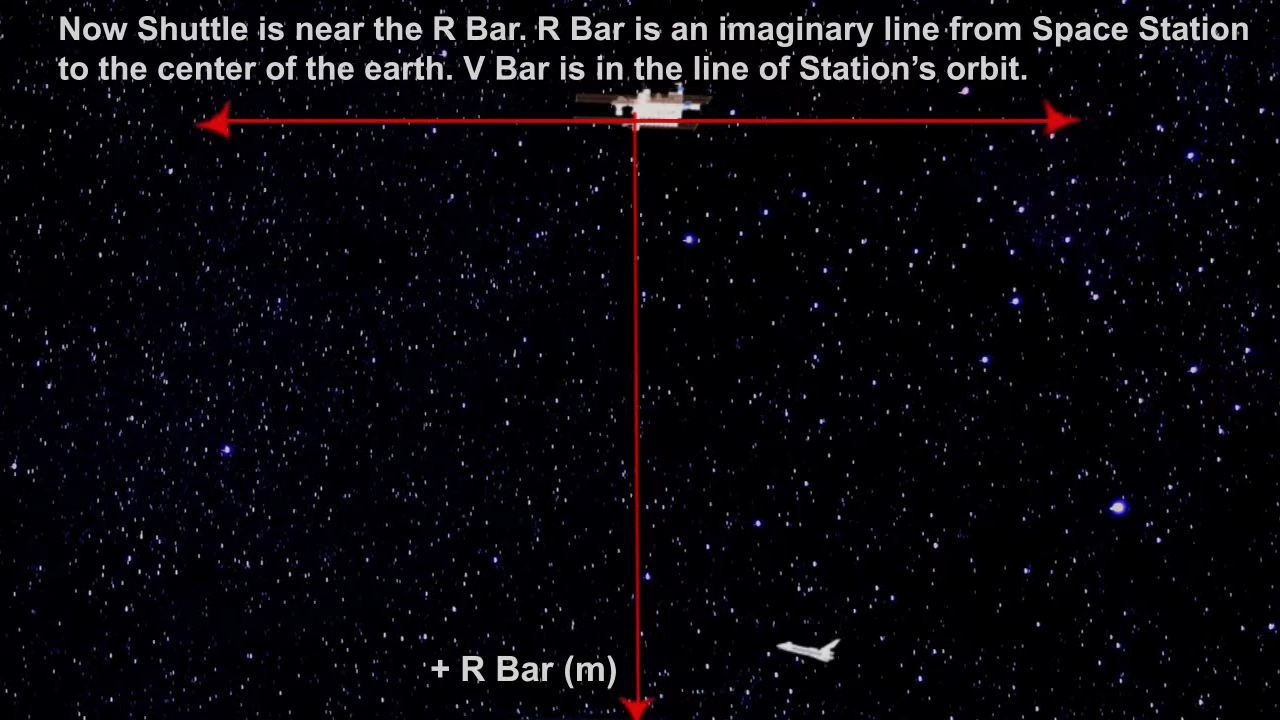 Now Shuttle is near the R Bar. R Bar is an imaginary line from Space Station
to the center of the earth. V Bar is in the line of Station’s orbit.
+ R Bar (m)